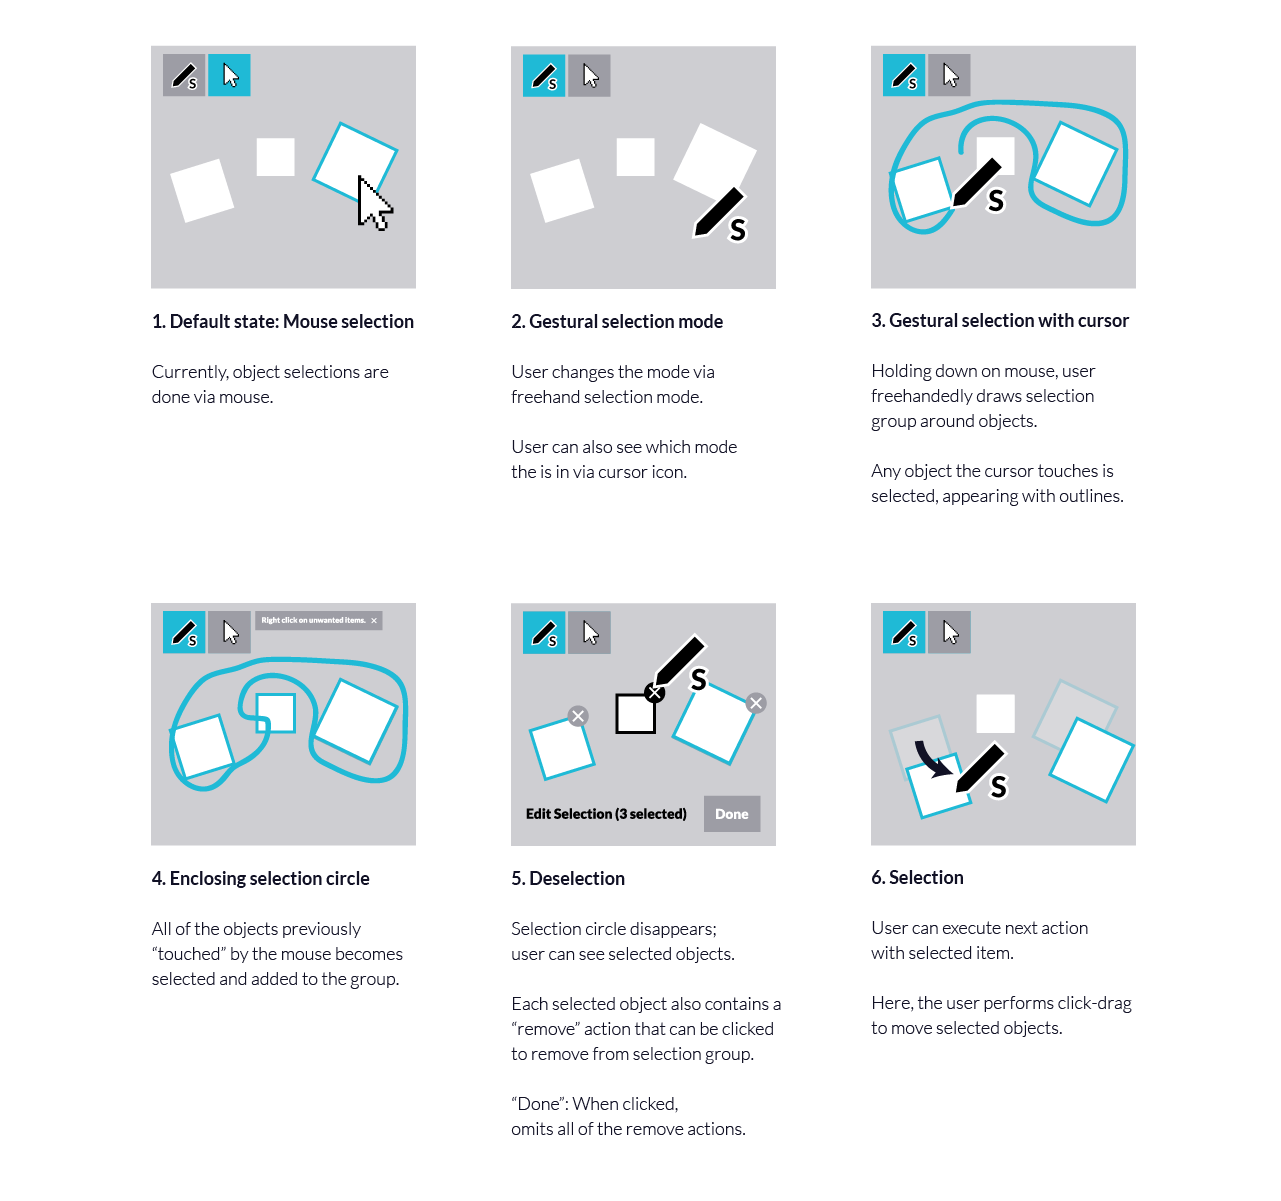 S
1. Default state: Mouse selection
Currently, object selections are
done via mouse.
S
S
2. Gestural selection mode
User changes the mode via
freehand selection mode.
User can also see which mode
the is in via cursor icon.
S
S
3. Gestural selection with cursor
Holding down on mouse, user
freehandedly draws selection
group around objects.
Any object the cursor touches is
selected, appearing with outlines.
S
Right click on unwanted items.
4. Enclosing selection circle
All of the objects previously
“touched” by the mouse becomes
selected and added to the group.
S
S
Edit Selection (3 selected)
Done
5. Deselection
Selection circle disappears;
user can see selected objects.
Each selected object also contains a
“remove” action that can be clicked
to remove from selection group.
“Done”: When clicked,
omits all of the remove actions.
S
S
6. Selection
User can execute next action
with selected item.
Here, the user performs click-drag
to move selected objects.